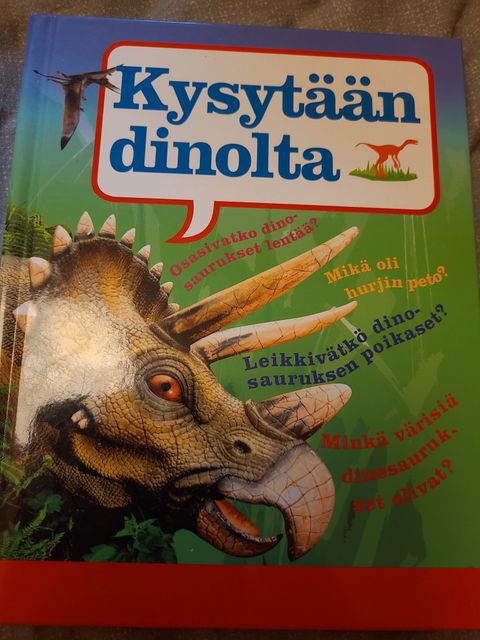 Kysytään
dinolta
Osasivatko dino-
saurukset lentää?
Mikä oli
hurjin peto?
Leikkivätkö dino-
sauruksen poikaset?
Minkä värisiä
dinosauruk-
set olivat?